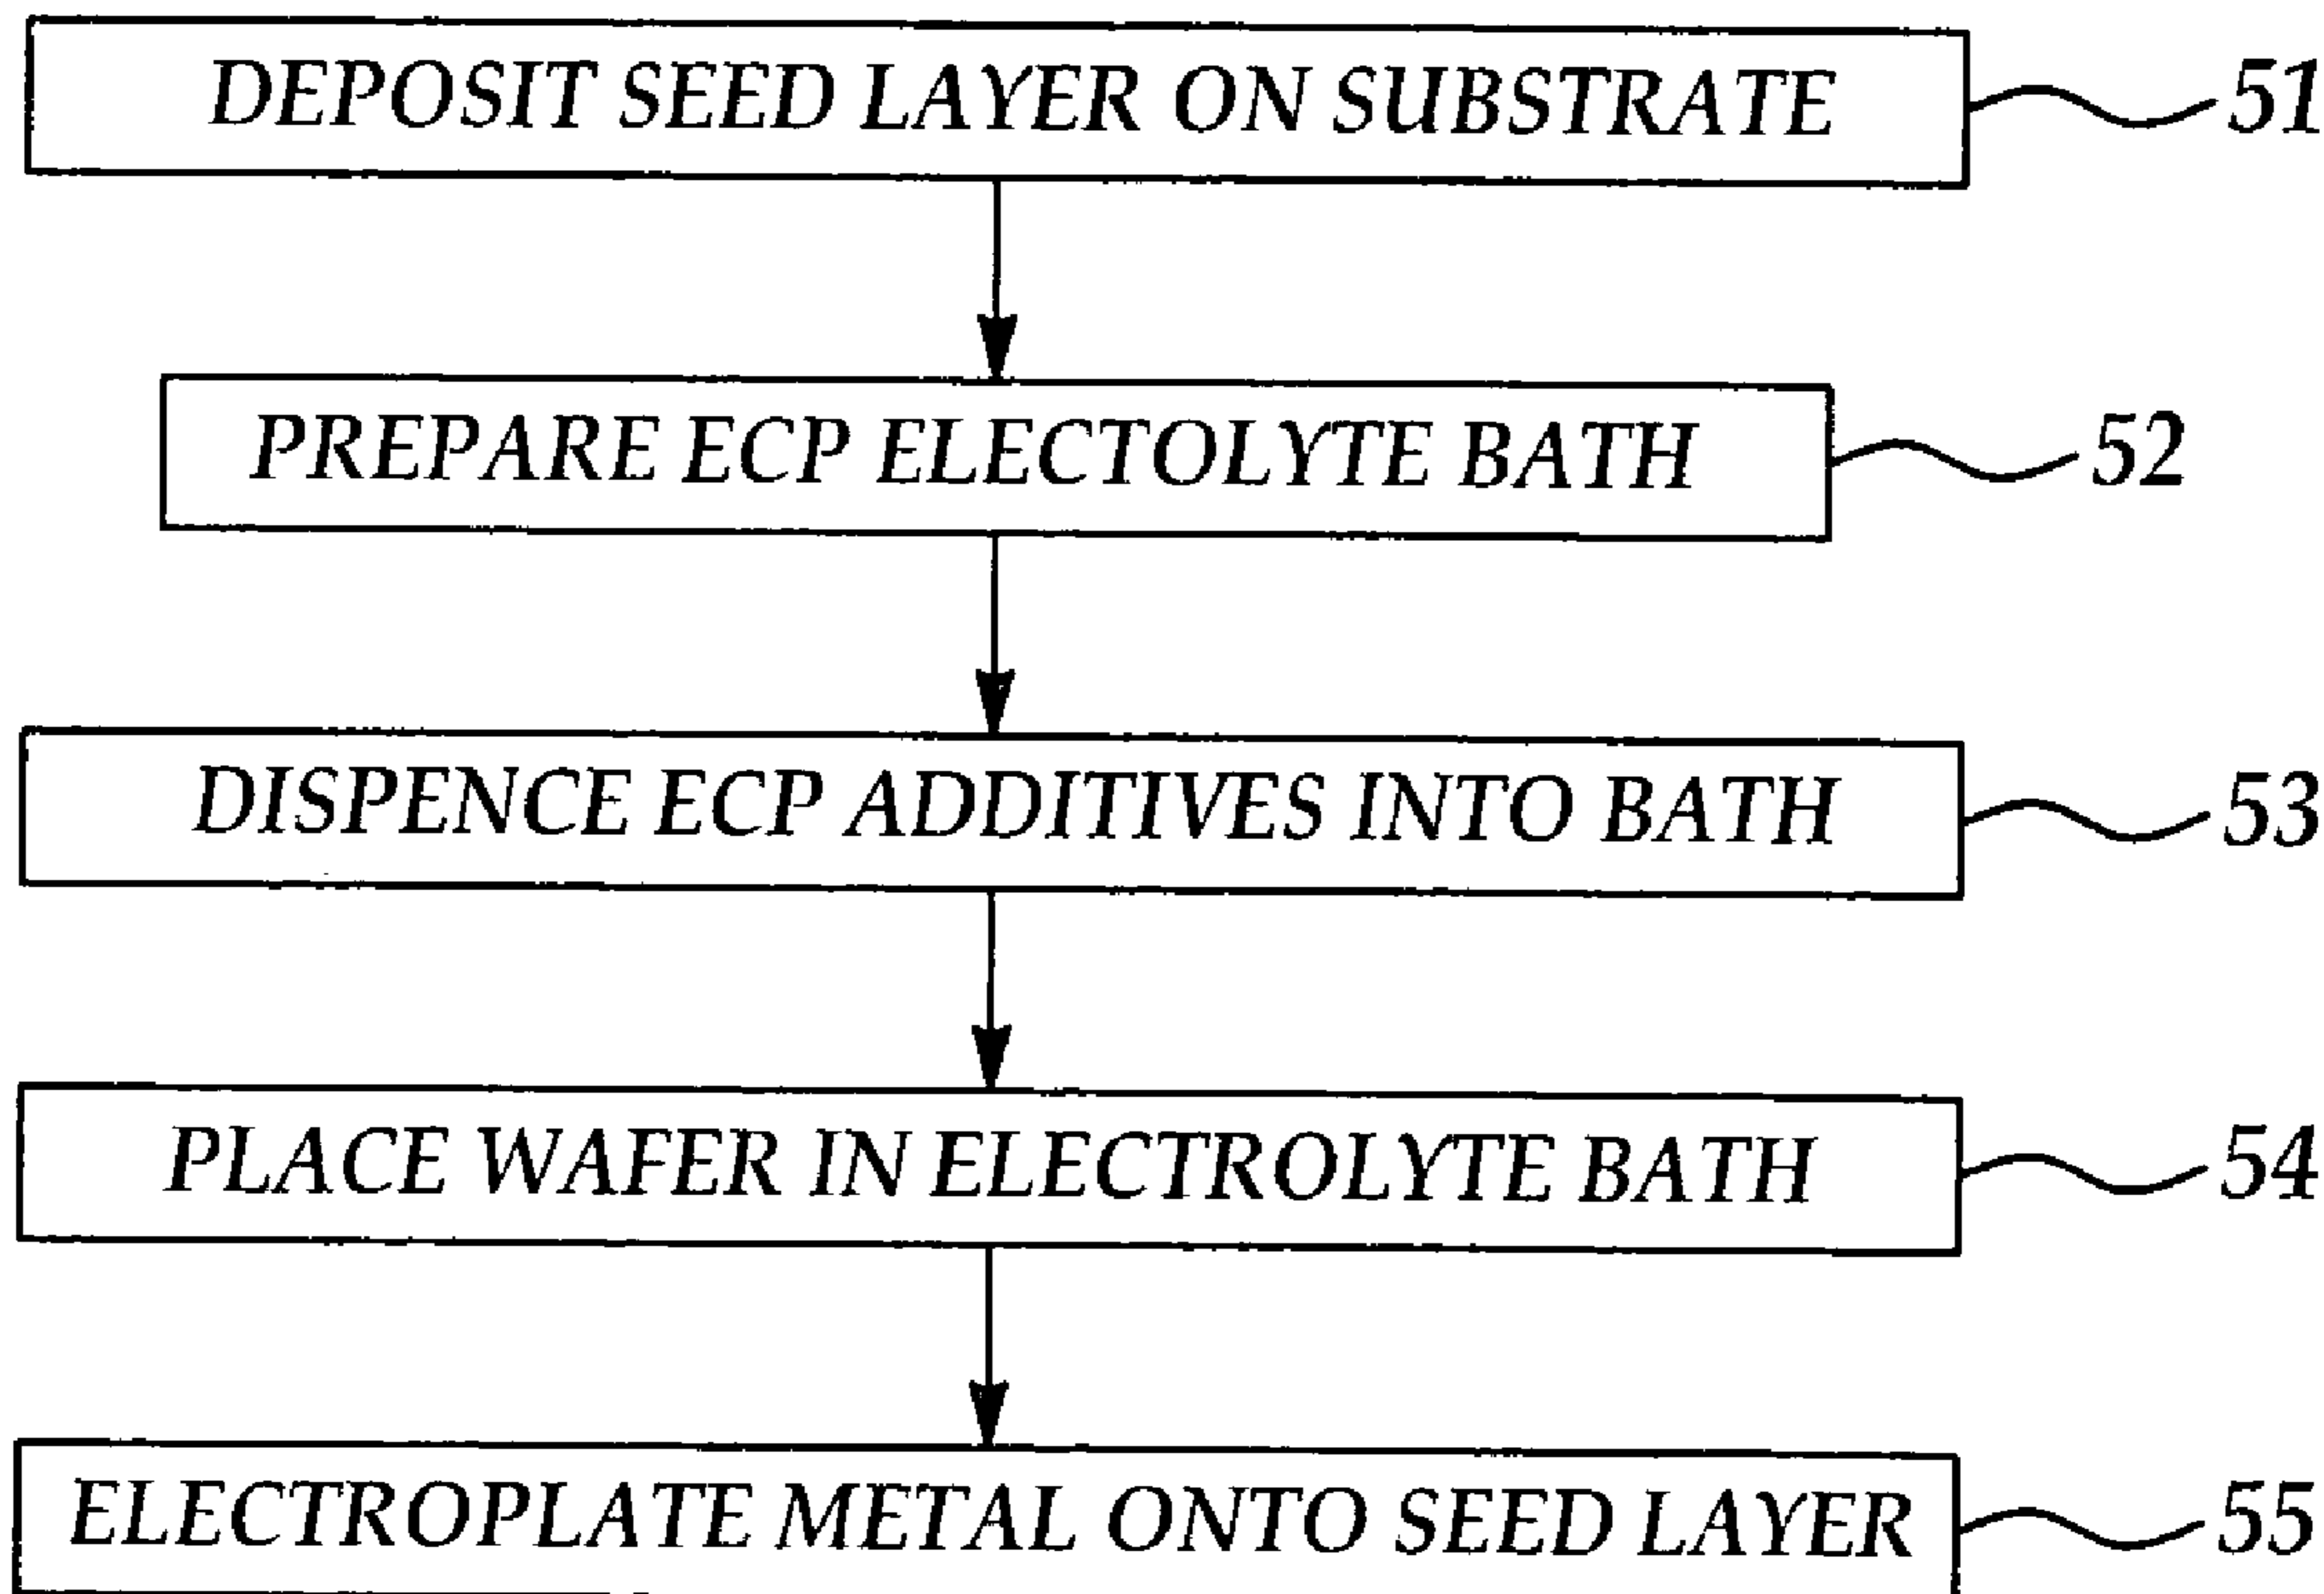 DEPOSIT SEED LAYER ON SUBSTRATE 51
PREPARE ECP ELECTOLYTE BATH 52
DISPENCE ECP ADDITIVES INTO BATH 53
PLACE WAFER IN ELECTROLYTE BATH 54
ELECTROPLATE METAL ONTO SEED LAYER 55